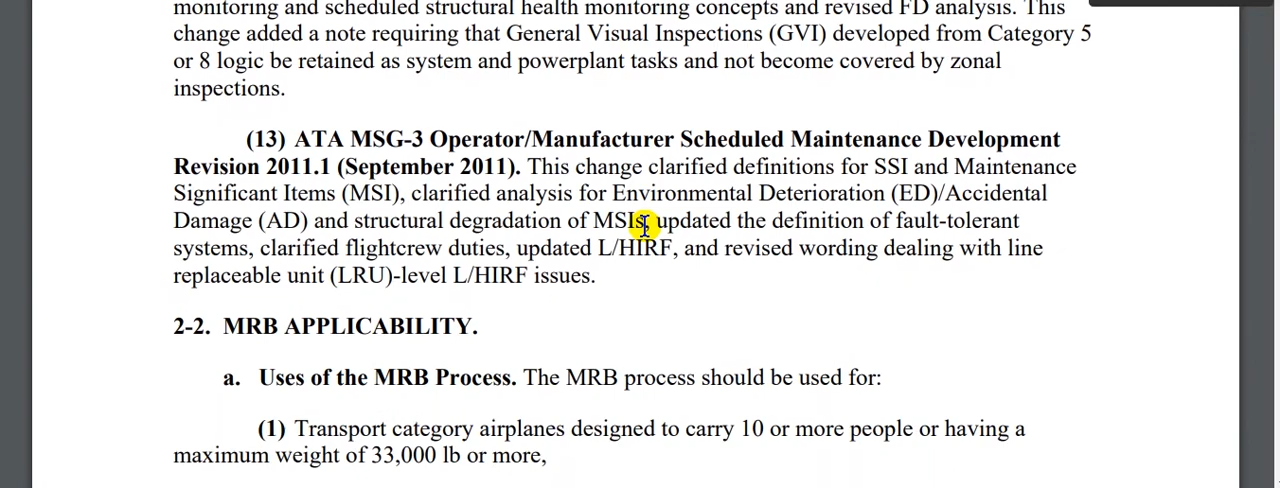 monitoring and scheduled structural health monitoring concepts and revised FD analysis. This
change added a note requiring that General Visual Inspections (GVI) developed from Category 5
or 8 logic be retained as system and powerplant tasks and not become covered by zonal
inspections.
(13) ATA MSG-3 Operator/Manufacturer Scheduled Maintenance Development
Revision 2011.1 (September 2011). This change clarified definitions for SSI and Maintenance
Significant Items (MSI), clarified analysis for Environmental Deterioration (ED)/Accidental
Damage (AD) and structural degradation of MSIs, updated the definition of fault-tolerant
systems, clarified flightcrew duties, updated L/HIRF, and revised wording dealing with line
replaceable unit (LRU)-level L/HIRF issues.
2-2. MRB APPLICABILITY.
a. Uses of the MRB Process. The MRB process should be used for:
(1) Transport category airplanes designed to carry 10 or more people or having a
maximum weight of 33,000 lb or more,